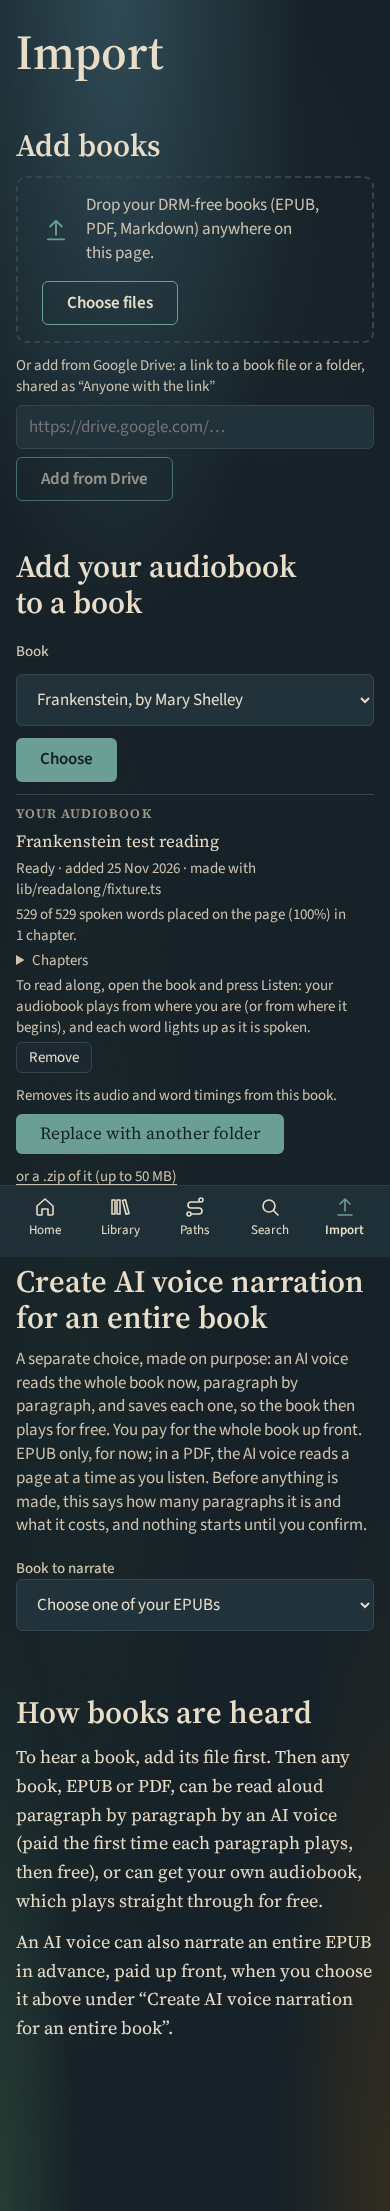 Import
Add books
Drop your DRM-free books (EPUB,
PDF, Markdown) anywhere on
this page.
Choose files
Or add from Google Drive: a link to a book file or a folder,
shared as “Anyone with the link”
https://drive.google.com/…
Add from Drive
Add your audiobook
to a book
Book
Frankenstein, by Mary Shelley
Choose
YOUR AUDIOBOOK
Frankenstein test reading
Ready · added 25 Nov 2026 · made with
lib/readalong/fixture.ts
529 of 529 spoken words placed on the page (100%) in
1 chapter.
Chapters
To read along, open the book and press Listen: your
audiobook plays from where you are (or from where it
begins), and each word lights up as it is spoken.
Remove
Removes its audio and word timings from this book.
Replace with another folder
or a .zip of it (up to 50 MB)
Home Library Paths Search Import
Create AI voice narration
for an entire book
A separate choice, made on purpose: an AI voice
reads the whole book now, paragraph by
paragraph, and saves each one, so the book then
plays for free. You pay for the whole book up front.
EPUB only, for now; in a PDF, the AI voice reads a
page at a time as you listen. Before anything is
made, this says how many paragraphs it is and
what it costs, and nothing starts until you confirm.
Book to narrate
Choose one of your EPUBs
How books are heard
To hear a book, add its file first. Then any
book, EPUB or PDF, can be read aloud
paragraph by paragraph by an AI voice
(paid the first time each paragraph plays,
then free), or can get your own audiobook,
which plays straight through for free.
An AI voice can also narrate an entire EPUB
in advance, paid up front, when you choose
it above under “Create AI voice narration
for an entire book”.